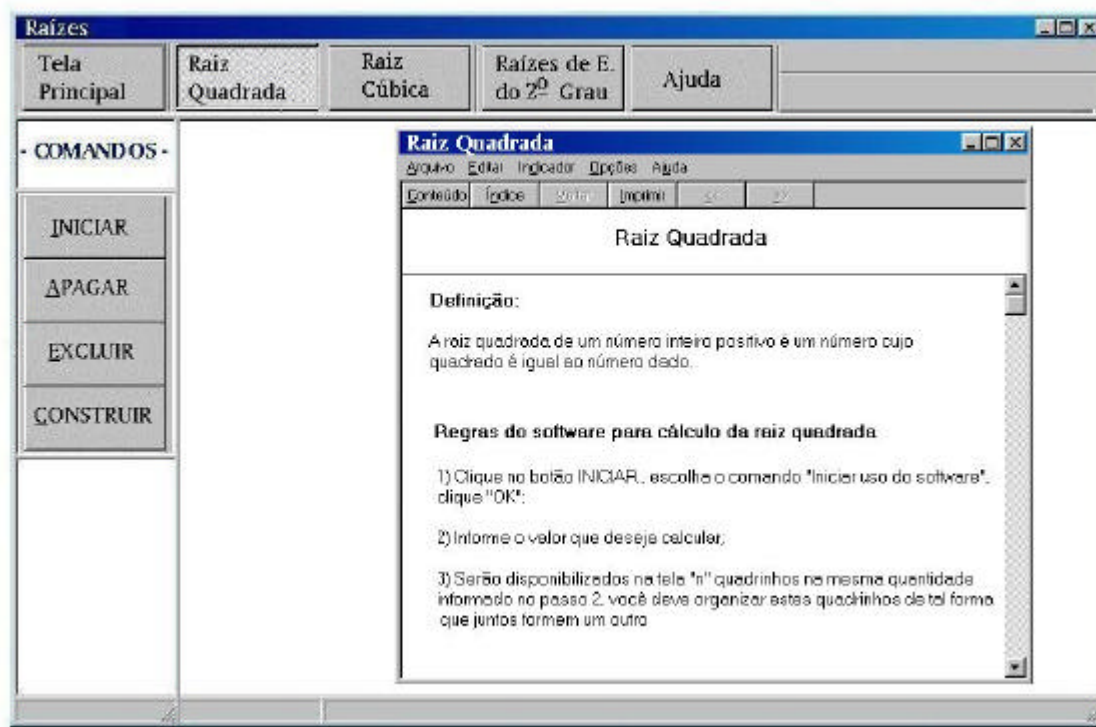 Raízes
Tela
Principal
Raiz
Quadrada
Raiz
Cúbica
Raízes de E.
do 2º Grau
Ajuda
- COMANDOS -
INICIAR
APAGAR
EXCLUIR
CONSTRUIR
Raiz Quadrada
Arquivo Editar Indicador Opções Ajuda
Conteúdo Índice Voltar Imprimir << >>
Raiz Quadrada
Definição:
A raiz quadrada de um número inteiro positivo é um número cujo
quadrado é igual ao número dado.
Regras do software para cálculo da raiz quadrada
1) Clique no botão INICIAR., escolha o comando "Iniciar uso do software",
clique "OK";
2) Informe o valor que deseja calcular;
3) Serão disponibilizados na tela "n" quadrinhos na mesma quantidade
informado no passo 2, você deve organizar estes quadrinhos de tal forma
que juntos formem um outro